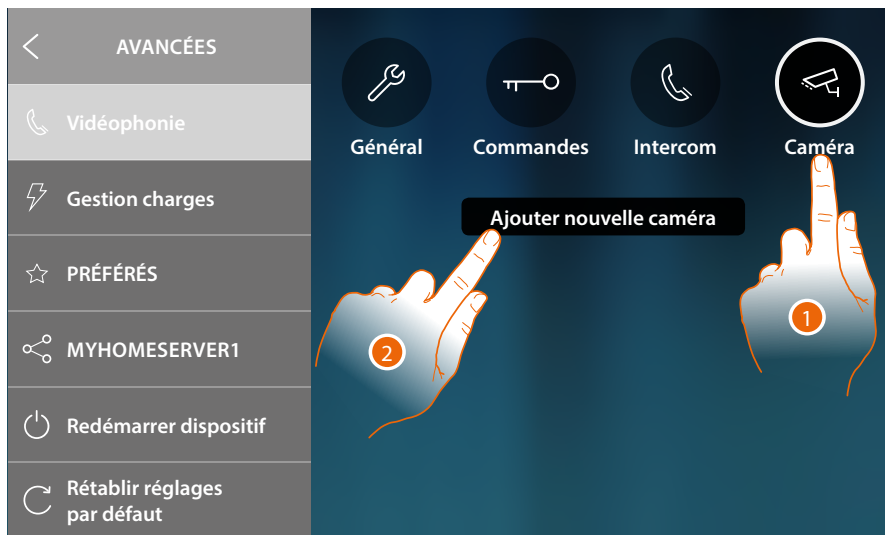 AVANCÉES
Vidéophonie
Gestion charges
PRÉFÉRÉS
MYHOMESERVER1
Redémarrer dispositif
Rétablir réglages
par défaut
Général
Commandes
Intercom
Caméra
Ajouter nouvelle caméra
1
2